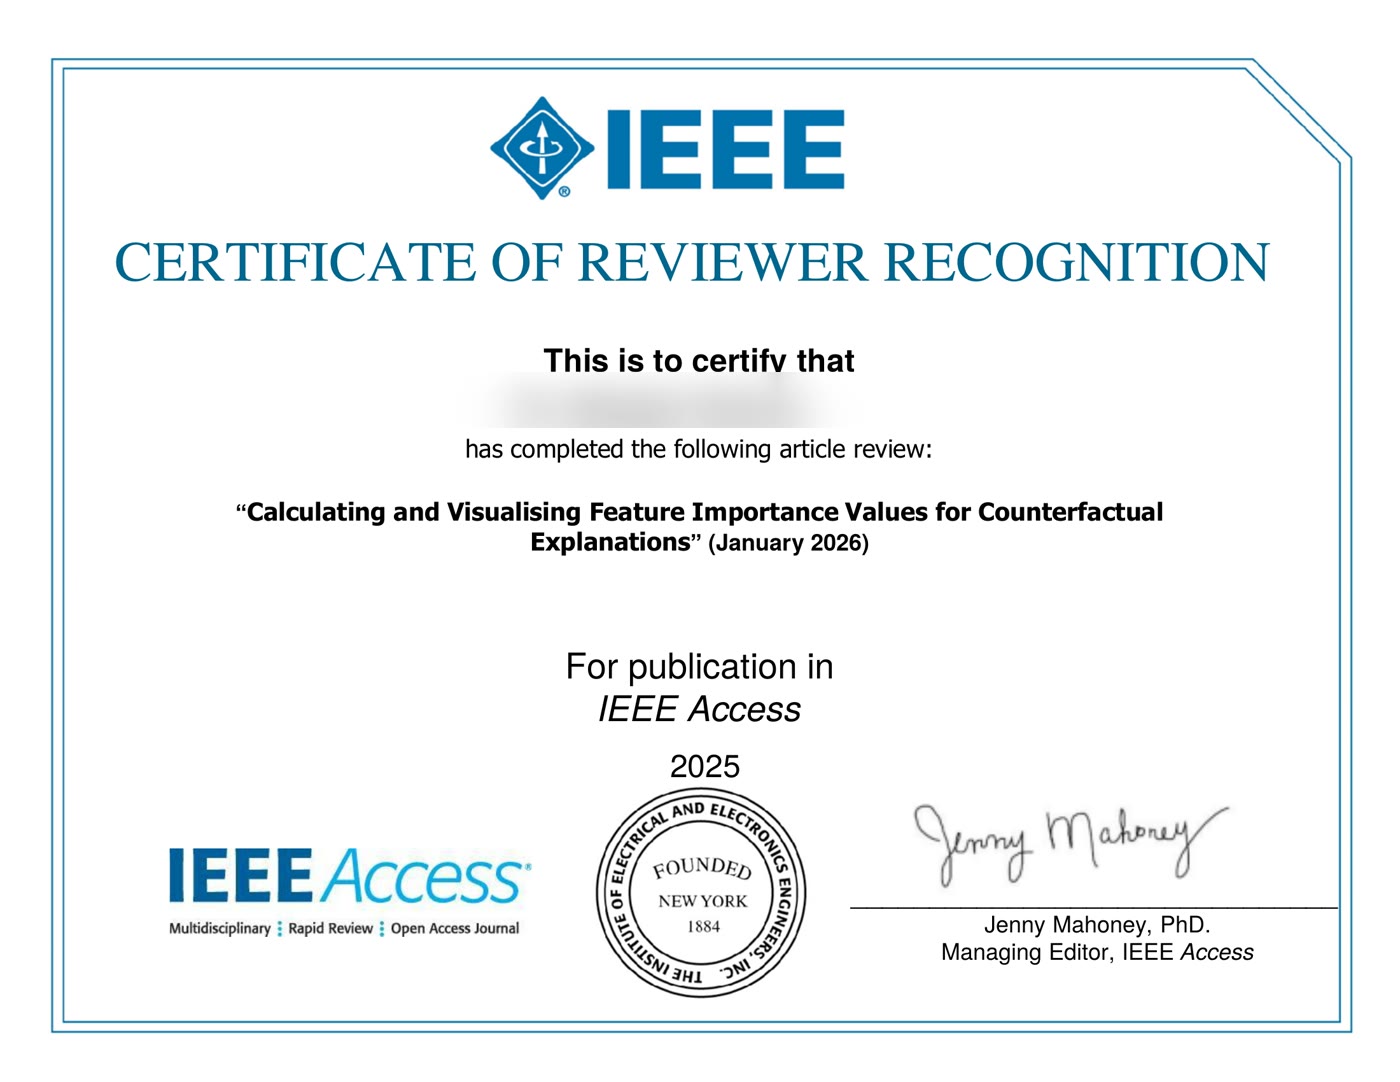 IEEE
®
CERTIFICATE OF REVIEWER RECOGNITION
This is to certify that
has completed the following article review:
“Calculating and Visualising Feature Importance Values for Counterfactual
Explanations” (January 2026)
For publication in
IEEE Access
2025
IEEE Access®
Multidisciplinary ⋮ Rapid Review ⋮ Open Access Journal
THE INSTITUTE OF ELECTRICAL AND ELECTRONICS ENGINEERS, INC.
FOUNDED
NEW YORK
1884
Jenny Mahoney
Jenny Mahoney, PhD.
Managing Editor, IEEE Access